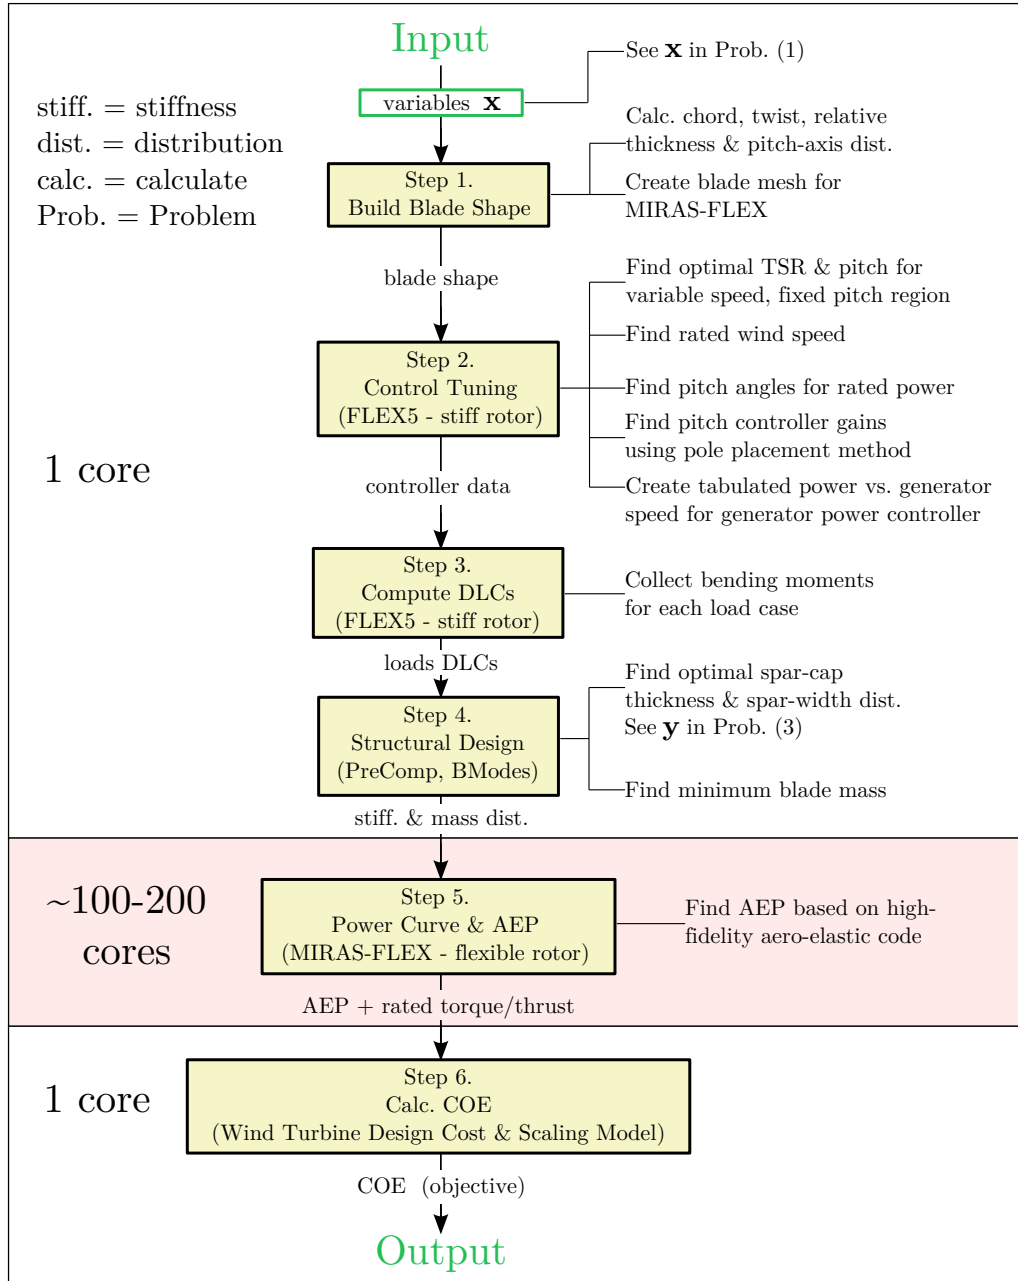 Input
See x in Prob. (1)
variables x
stiff. = stiffness
dist. = distribution
calc. = calculate
Prob. = Problem
Calc. chord, twist, relative
thickness & pitch-axis dist.
Step 1.
Build Blade Shape
Create blade mesh for
MIRAS-FLEX
blade shape
Find optimal TSR & pitch for
variable speed, fixed pitch region
Find rated wind speed
Step 2.
Control Tuning
(FLEX5 - stiff rotor)
Find pitch angles for rated power
Find pitch controller gains
using pole placement method
1 core
controller data
Create tabulated power vs. generator
speed for generator power controller
Step 3.
Compute DLCs
(FLEX5 - stiff rotor)
Collect bending moments
for each load case
loads DLCs
Find optimal spar-cap
thickness & spar-width dist.
See y in Prob. (3)
Step 4.
Structural Design
(PreComp, BModes)
Find minimum blade mass
stiff. & mass dist.
~100-200
cores
Step 5.
Power Curve & AEP
(MIRAS-FLEX - flexible rotor)
Find AEP based on high-
fidelity aero-elastic code
AEP + rated torque/thrust
1 core
Step 6.
Calc. COE
(Wind Turbine Design Cost & Scaling Model)
COE (objective)
Output